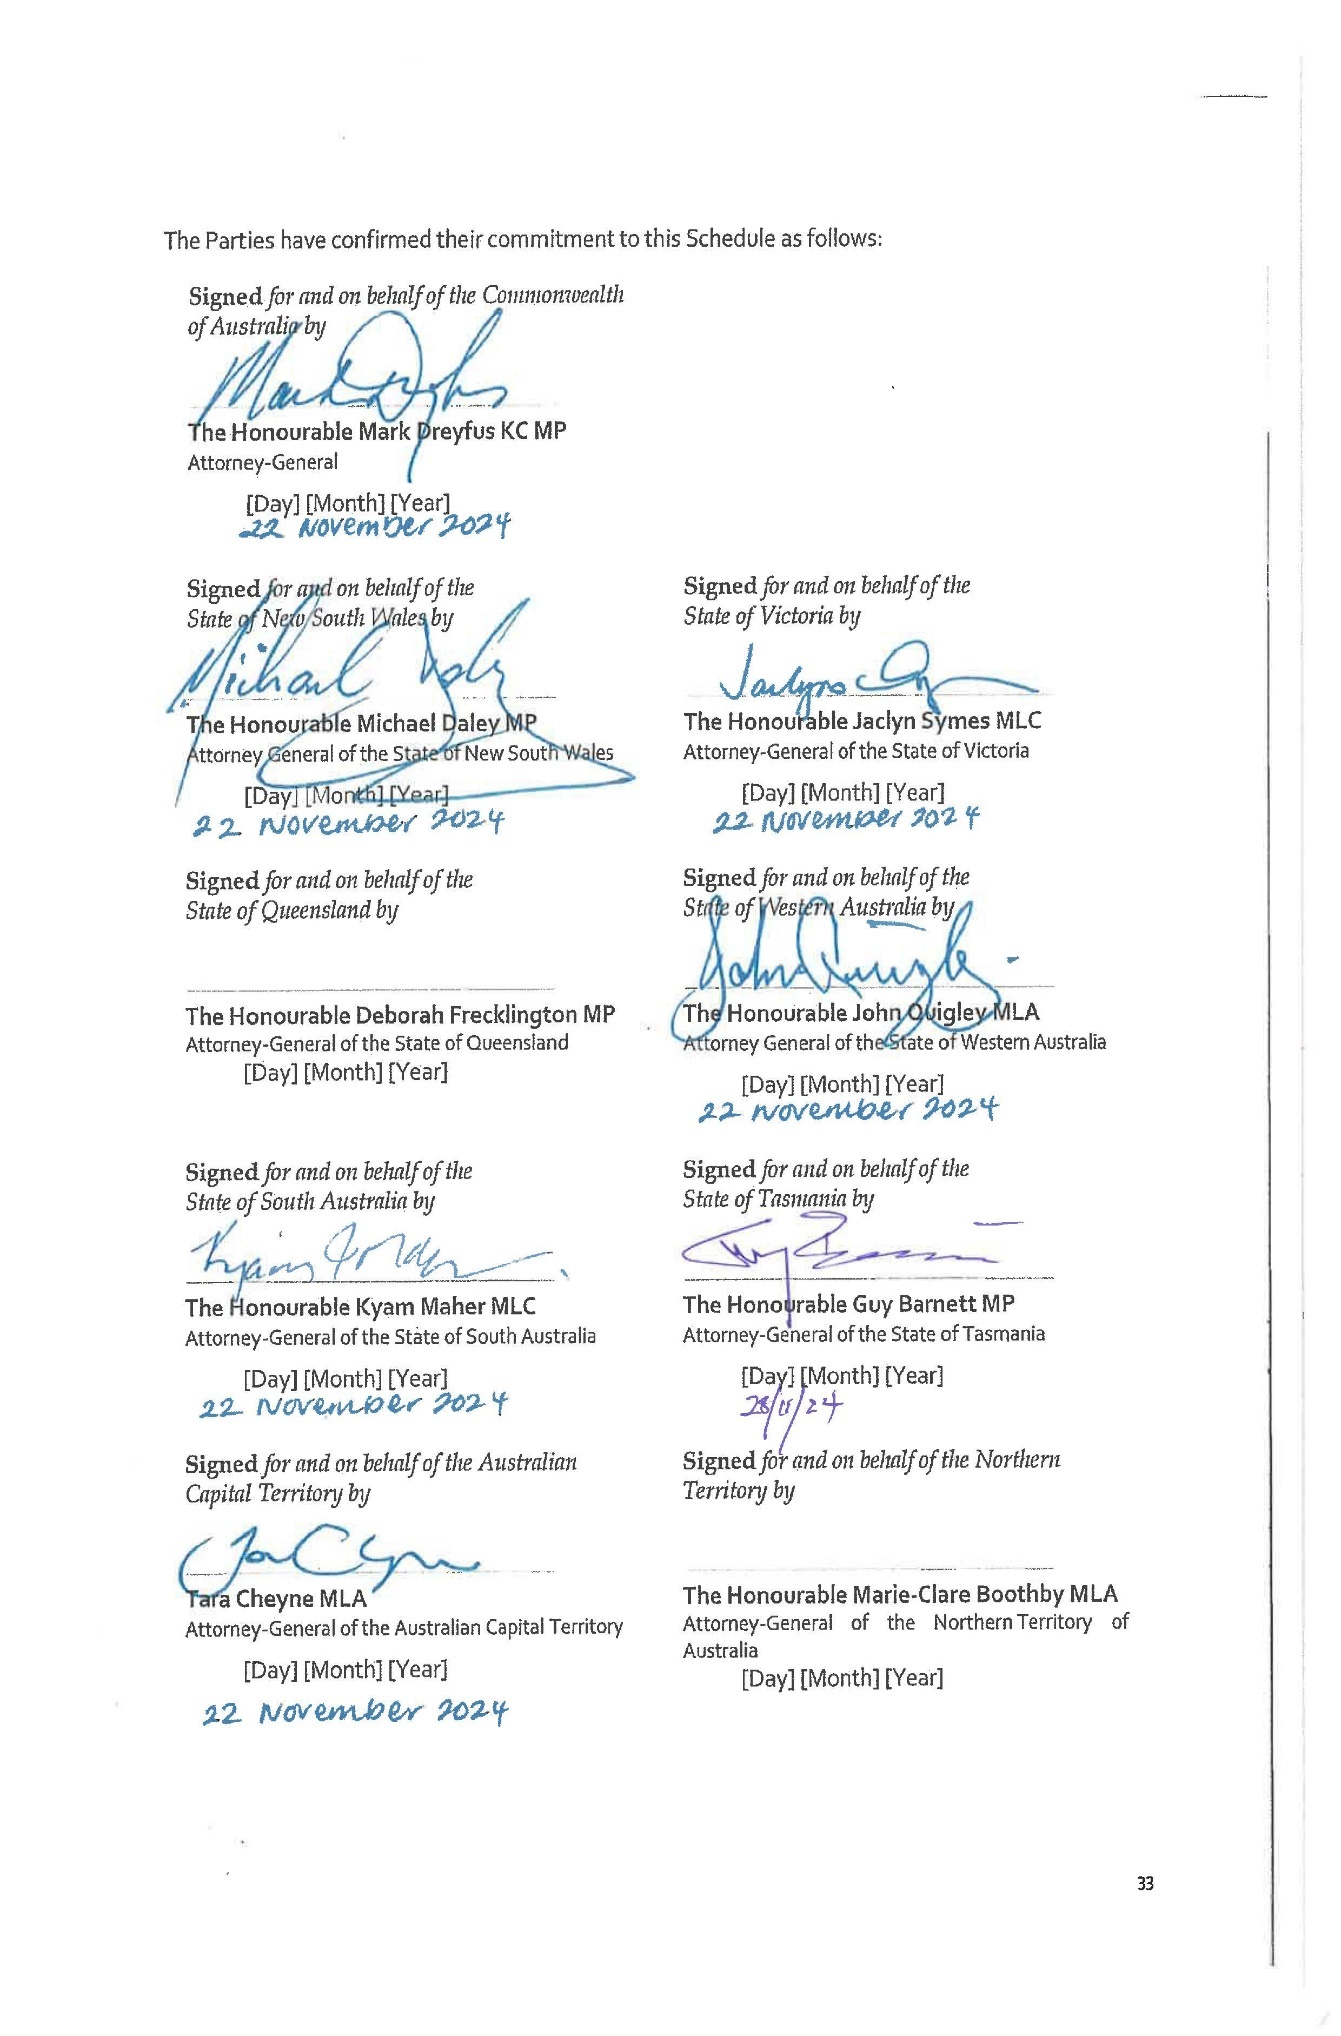 The Parties have confirmed their commitment to this Schedule as follows:
Signed for and on behalf of the Commonwealth
of Australia by
Mark Dreyfus
The Honourable Mark Dreyfus KC MP
Attorney-General
[Day] [Month] [Year]
22 November 2024
Signed for and on behalf of the
State of New South Wales by
Michael Daley
The Honourable Michael Daley MP
Attorney General of the State of New South Wales
[Day] [Month] [Year]
22 November 2024
Signed for and on behalf of the
State of Victoria by
The Honourable Jaclyn Symes MLC
Attorney-General of the State of Victoria
[Day] [Month] [Year]
22 November 2024
Signed for and on behalf of the
State of Queensland by
The Honourable Deborah Frecklington MP
Attorney-General of the State of Queensland
[Day] [Month] [Year]
Signed for and on behalf of the
State of Western Australia by
John Quigley
The Honourable John Quigley MLA
Attorney General of the State of Western Australia
[Day] [Month] [Year]
22 November 2024
Signed for and on behalf of the
State of South Australia by
The Honourable Kyam Maher MLC
Attorney-General of the State of South Australia
[Day] [Month] [Year]
22 November 2024
Signed for and on behalf of the
State of Tasmania by
The Honourable Guy Barnett MP
Attorney-General of the State of Tasmania
[Day] [Month] [Year]
28/11/24
Signed for and on behalf of the Australian
Capital Territory by
Tara Cheyne MLA
Attorney-General of the Australian Capital Territory
[Day] [Month] [Year]
22 November 2024
Signed for and on behalf of the Northern
Territory by
The Honourable Marie-Clare Boothby MLA
Attorney-General of the Northern Territory of
Australia
[Day] [Month] [Year]
33